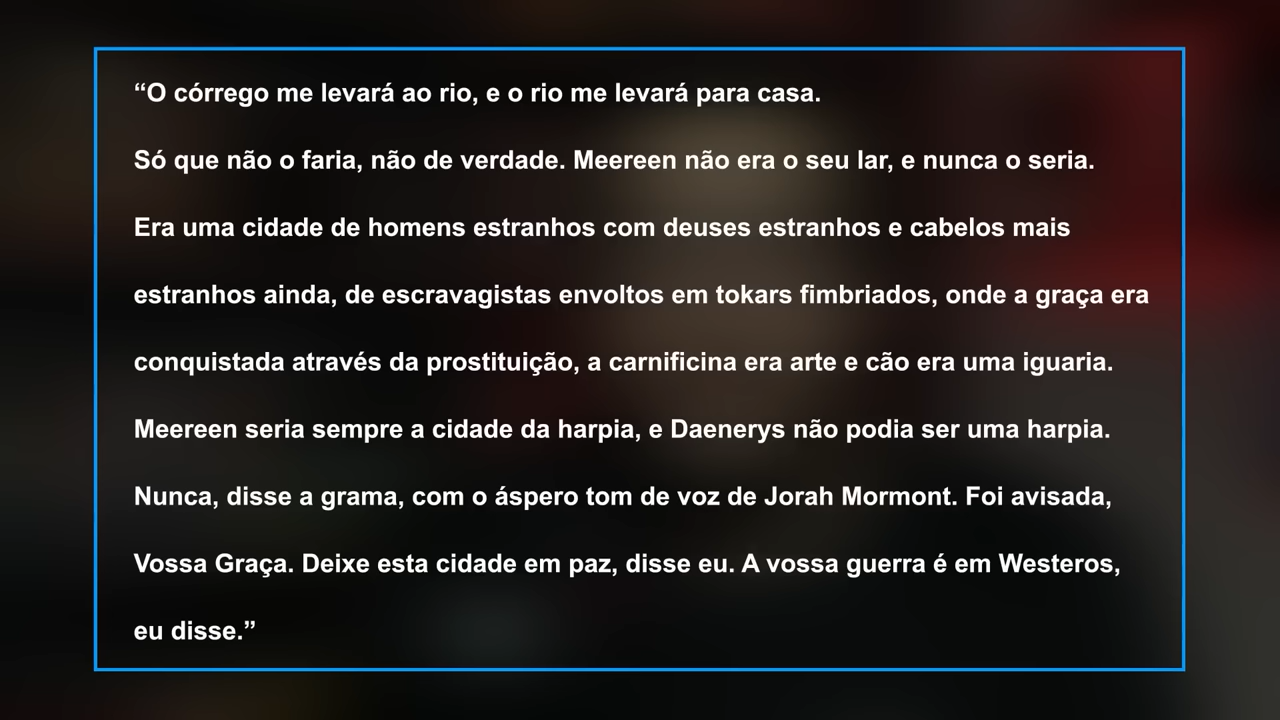 “O córrego me levará ao rio, e o rio me levará para casa.
Só que não o faria, não de verdade. Meereen não era o seu lar, e nunca o seria.
Era uma cidade de homens estranhos com deuses estranhos e cabelos mais
estranhos ainda, de escravagistas envoltos em tokars fimbriados, onde a graça era
conquistada através da prostituição, a carnificina era arte e cão era uma iguaria.
Meereen seria sempre a cidade da harpia, e Daenerys não podia ser uma harpia.
Nunca, disse a grama, com o áspero tom de voz de Jorah Mormont. Foi avisada,
Vossa Graça. Deixe esta cidade em paz, disse eu. A vossa guerra é em Westeros,
eu disse.”